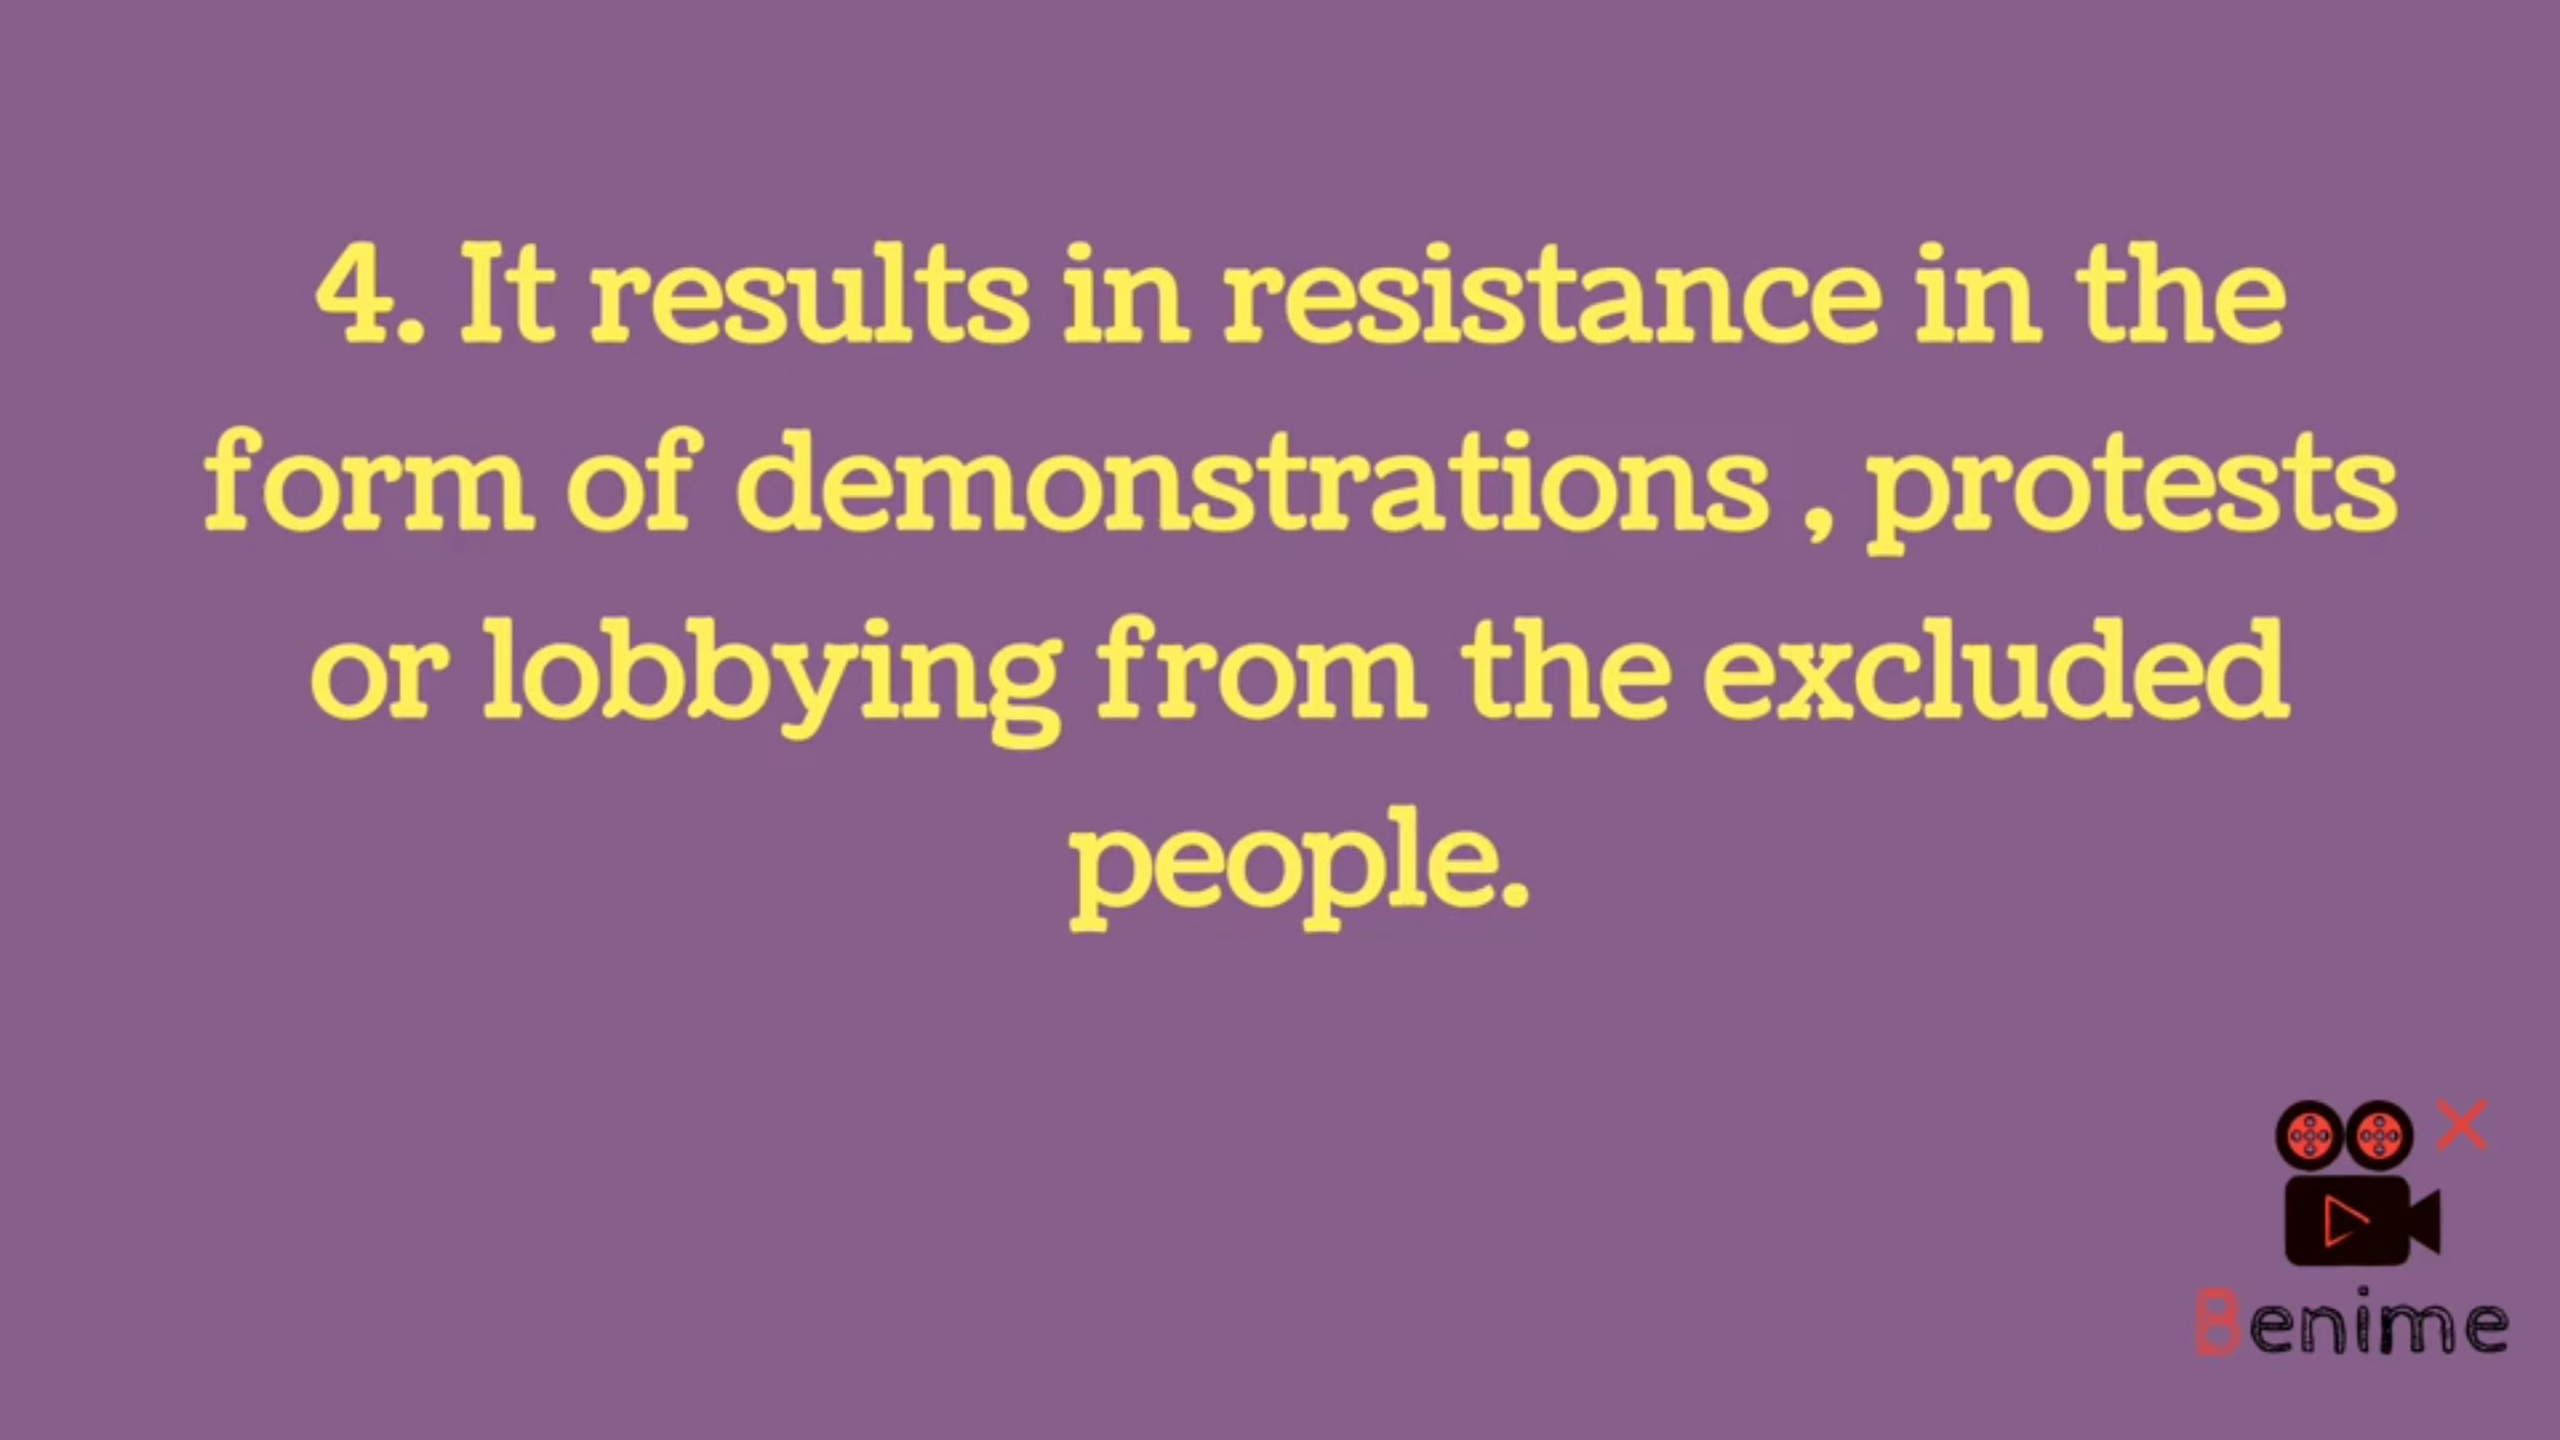 4. It results in resistance in the
form of demonstrations , protests
or lobbying from the excluded
people.
Benime